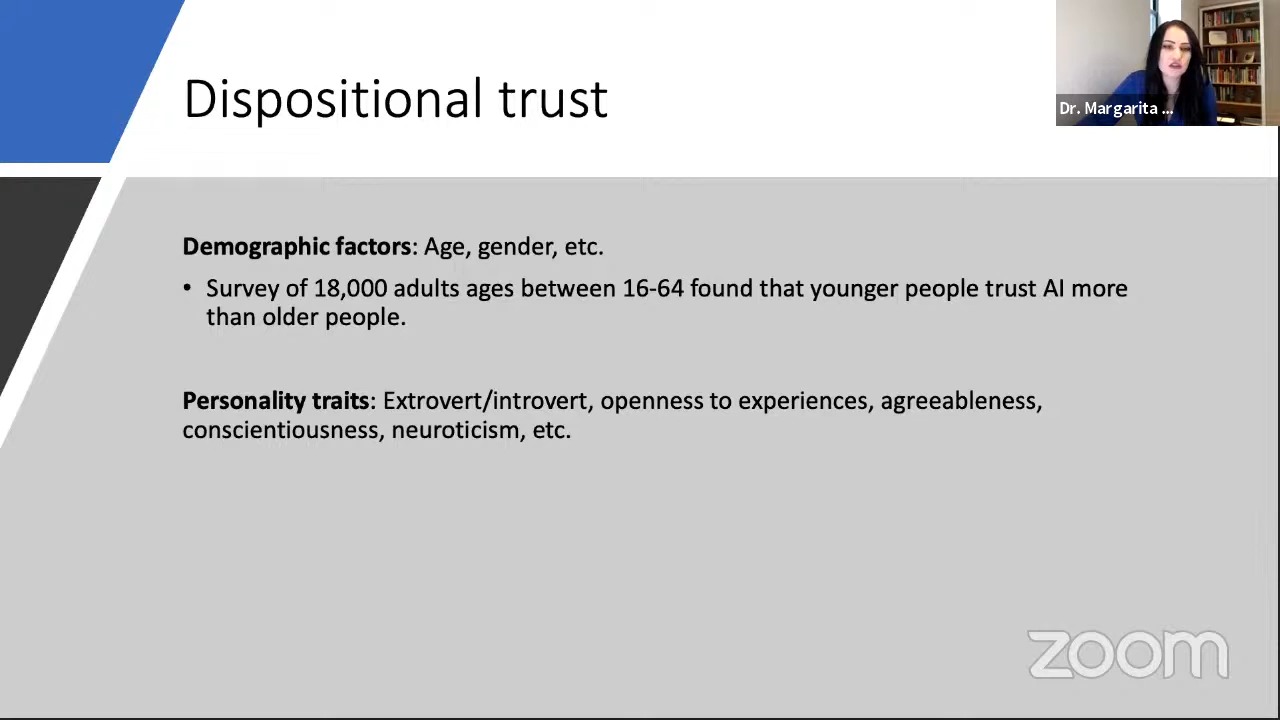 Dispositional trust
Dr. Margarita ...
Demographic factors: Age, gender, etc.
• Survey of 18,000 adults ages between 16-64 found that younger people trust AI more
than older people.
Personality traits: Extrovert/introvert, openness to experiences, agreeableness,
conscientiousness, neuroticism, etc.
zoom